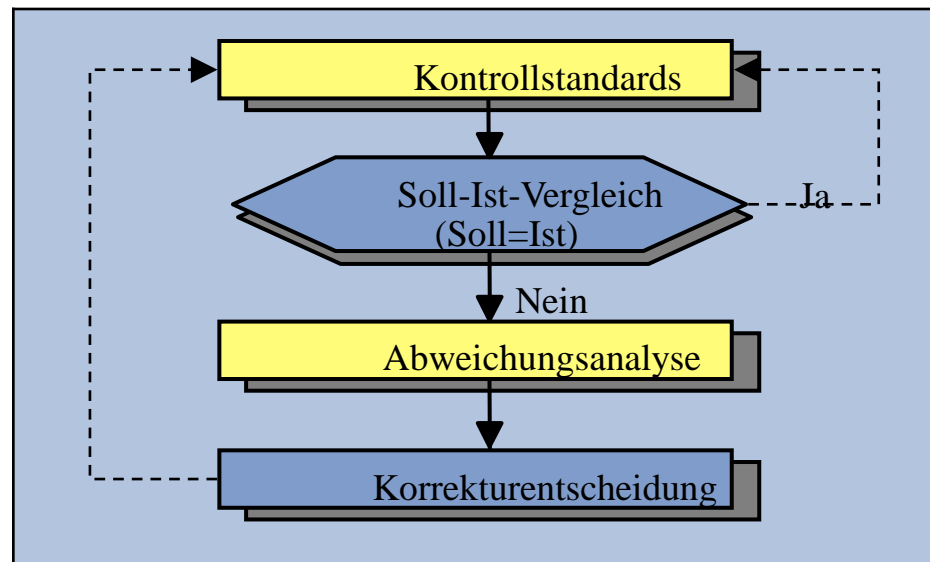 Kontrollstandards
Soll-Ist-Vergleich
(Soll=Ist)
Ja
Nein
Abweichungsanalyse
Korrekturentscheidung